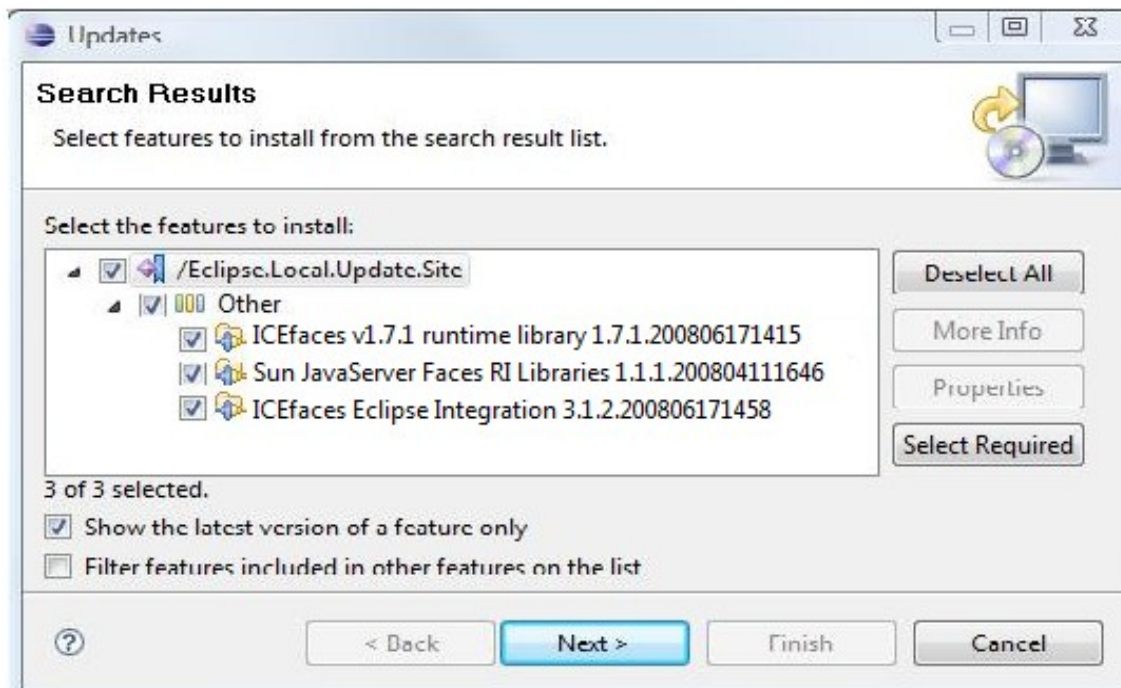 Updates
Search Results
Select features to install from the search result list.
Select the features to install:
/Eclipse.Local.Update.Site
Deselect All
Other
ICEfaces v1.7.1 runtime library 1.7.1.200806171415
More Info
Sun JavaServer Faces RI Libraries 1.1.1.200804111646
Properties
ICEfaces Eclipse Integration 3.1.2.200806171458
Select Required
3 of 3 selected.
Show the latest version of a feature only
Filter features included in other features on the list
? < Back Next > Finish Cancel